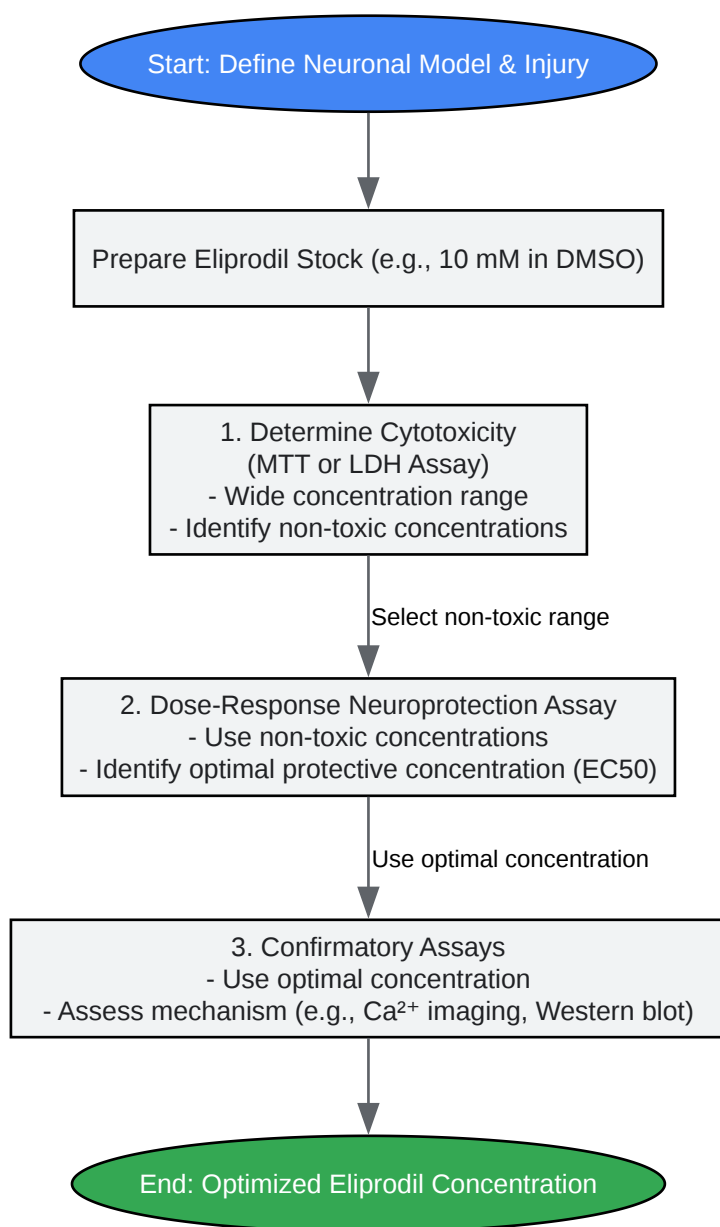 Start: Define Neuronal Model & Injury
Prepare Eliprodil Stock (e.g., 10 mM in DMSO)
1. Determine Cytotoxicity
(MTT or LDH Assay)
- Wide concentration range
- Identify non-toxic concentrations
Select non-toxic range
2. Dose-Response Neuroprotection Assay
- Use non-toxic concentrations
- Identify optimal protective concentration (EC50)
Use optimal concentration
3. Confirmatory Assays
- Use optimal concentration
- Assess mechanism (e.g., Ca²⁺ imaging, Western blot)
End: Optimized Eliprodil Concentration